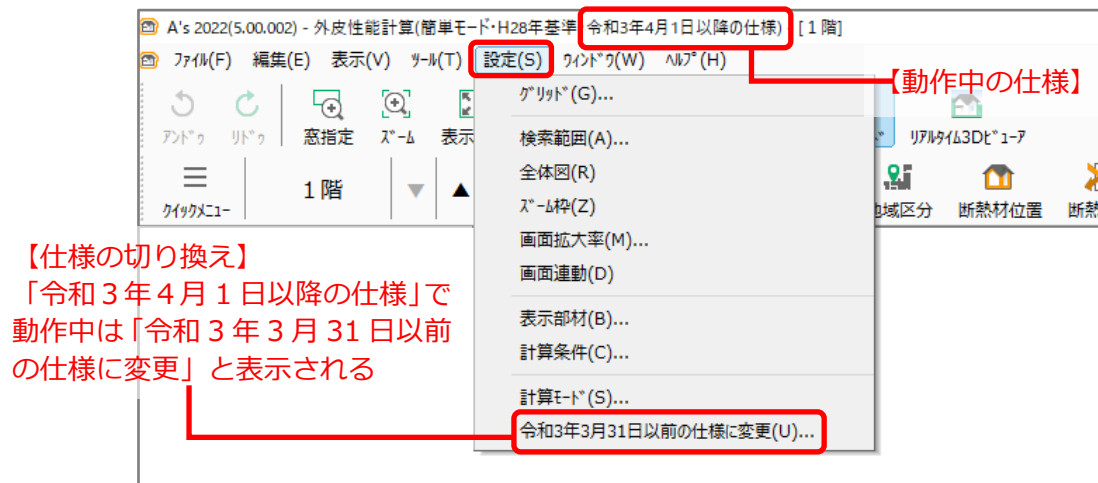 A's 2022(5.00.002) - 外皮性能計算(簡単モード・H28年基準・令和3年4月1日以降の仕様) - [1階]
ﾌｧｲﾙ(F) 編集(E) 表示(V) ﾂｰﾙ(T) 設定(S) ｳｨﾝﾄﾞｳ(W) ﾍﾙﾌﾟ(H)
【動作中の仕様】
ｱﾝﾄﾞｩ ﾘﾄﾞｩ 窓指定 ｽﾞｰﾑ 表示 ﾘｱﾙﾀｲﾑ3Dﾋﾞｭｰｱ
ｸｲｯｸﾒﾆｭｰ 1階 ▼ ▲ 地域区分 断熱材位置 断熱
ｸﾞﾘｯﾄﾞ(G)...
検索範囲(A)...
全体図(R)
ｽﾞｰﾑ枠(Z)
画面拡大率(M)...
画面連動(D)
表示部材(B)...
計算条件(C)...
計算ﾓｰﾄﾞ(S)...
令和3年3月31日以前の仕様に変更(U)...
【仕様の切り換え】
「令和３年４月１日以降の仕様」で
動作中は「令和３年３月 31 日以前
の仕様に変更」と表示される